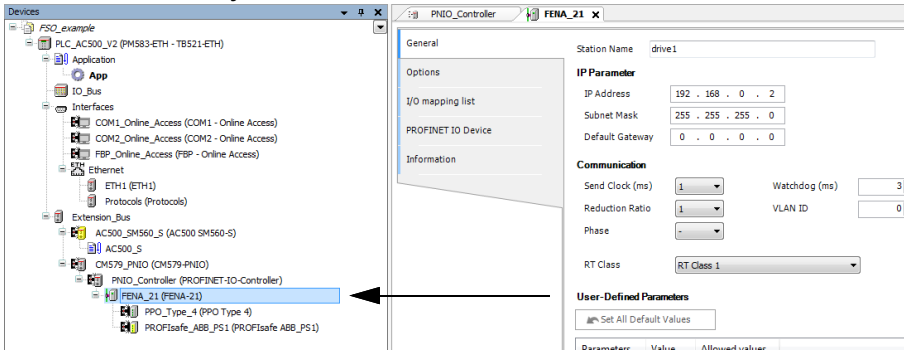 Devices
FSO_example
PLC_AC500_V2 (PM583-ETH - TB521-ETH)
Application
App
IO_Bus
Interfaces
COM1_Online_Access (COM1 - Online Access)
COM2_Online_Access (COM2 - Online Access)
FBP_Online_Access (FBP - Online Access)
ETH
Ethernet
ETH1 (ETH1)
Protocols (Protocols)
Extension_Bus
AC500_SM560_S (AC500 SM560-S)
AC500_S
CM579_PNIO (CM579-PNIO)
PNIO_Controller (PROFINET-IO-Controller)
FENA_21 (FENA-21)
PPO_Type_4 (PPO Type 4)
PROFIsafe_ABB_PS1 (PROFIsafe ABB_PS1)
PNIO_Controller
FENA_21
General
Options
I/O mapping list
PROFINET IO Device
Information
Station Name drive1
IP Parameter
IP Address 192 . 168 . 0 . 2
Subnet Mask 255 . 255 . 255 . 0
Default Gateway 0 . 0 . 0 . 0
Communication
Send Clock (ms) 1 Watchdog (ms) 3
Reduction Ratio 1 VLAN ID 0
Phase -
RT Class RT Class 1
User-Defined Parameters
Set All Default Values
Parameters Value Allowed values